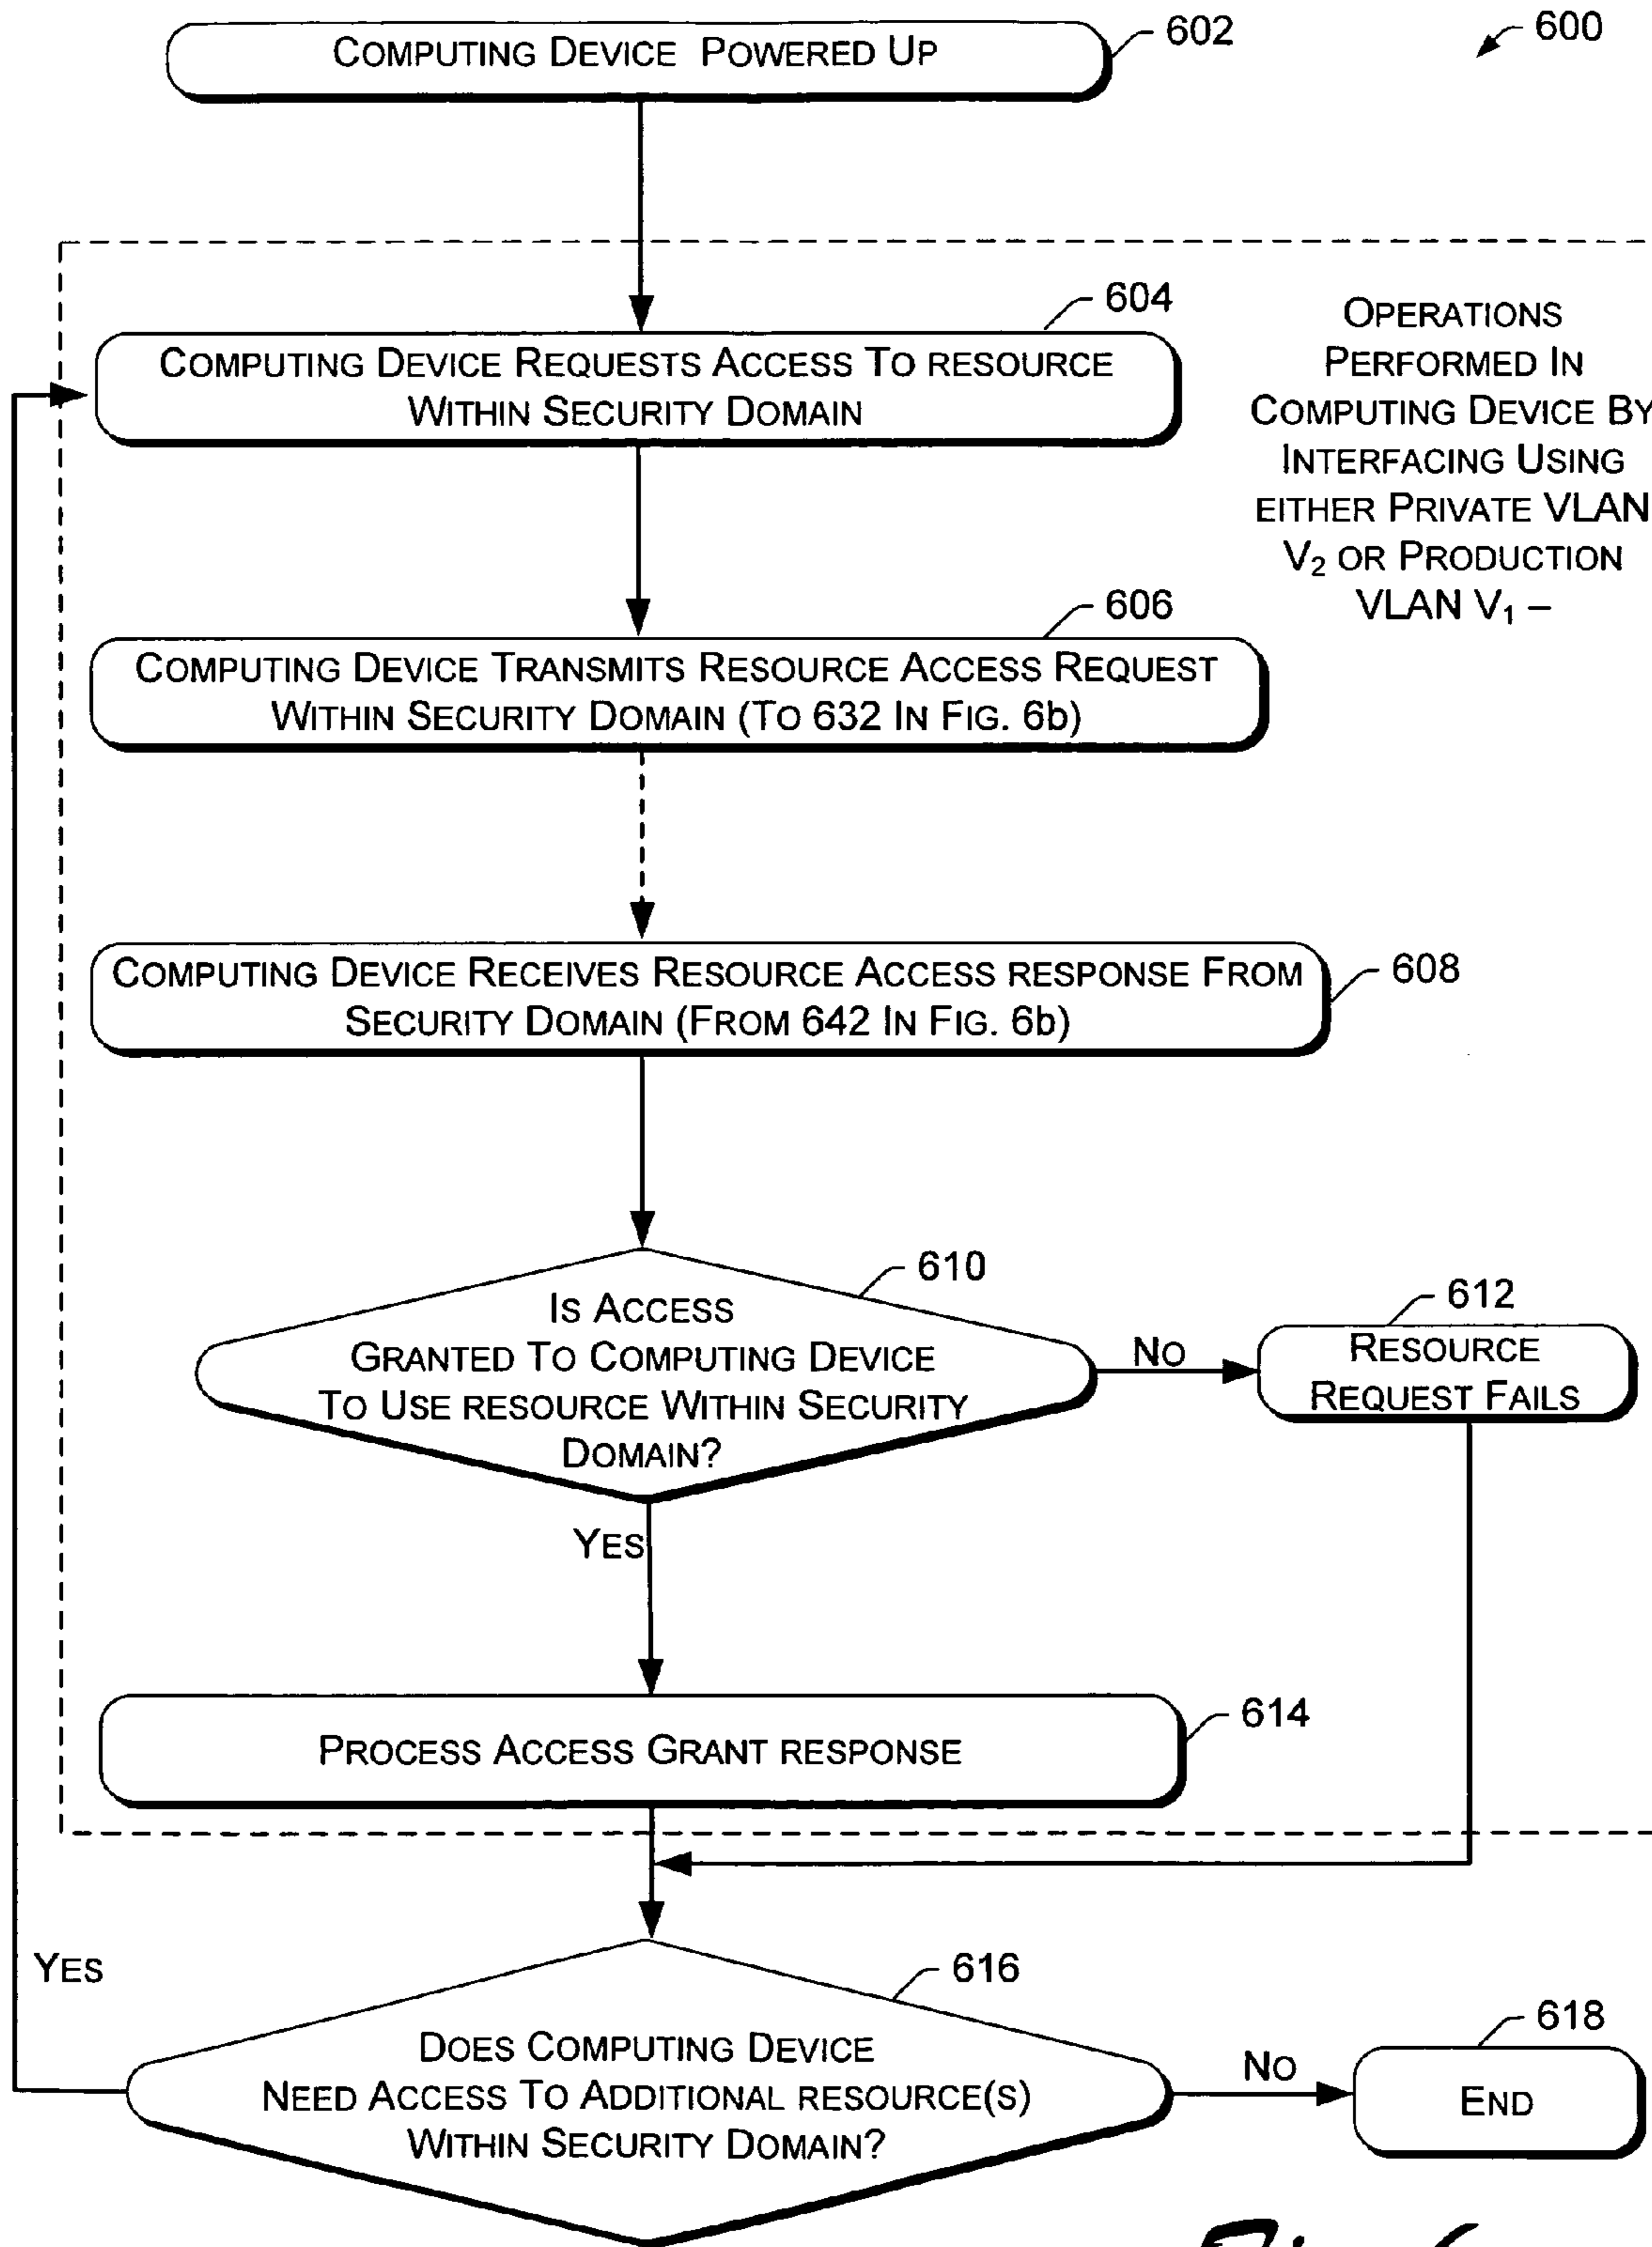 COMPUTING DEVICE POWERED UP
602
600
604
COMPUTING DEVICE REQUESTS ACCESS TO RESOURCE
WITHIN SECURITY DOMAIN
OPERATIONS
PERFORMED IN
COMPUTING DEVICE BY
INTERFACING USING
EITHER PRIVATE VLAN
V₂ OR PRODUCTION
VLAN V₁ –
606
COMPUTING DEVICE TRANSMITS RESOURCE ACCESS REQUEST
WITHIN SECURITY DOMAIN (TO 632 IN FIG. 6b)
COMPUTING DEVICE RECEIVES RESOURCE ACCESS RESPONSE FROM
SECURITY DOMAIN (FROM 642 IN FIG. 6b)
608
610
IS ACCESS
GRANTED TO COMPUTING DEVICE
TO USE RESOURCE WITHIN SECURITY
DOMAIN?
NO
612
RESOURCE
REQUEST FAILS
YES
614
PROCESS ACCESS GRANT RESPONSE
YES
616
DOES COMPUTING DEVICE
NEED ACCESS TO ADDITIONAL RESOURCE(S)
WITHIN SECURITY DOMAIN?
NO
618
END